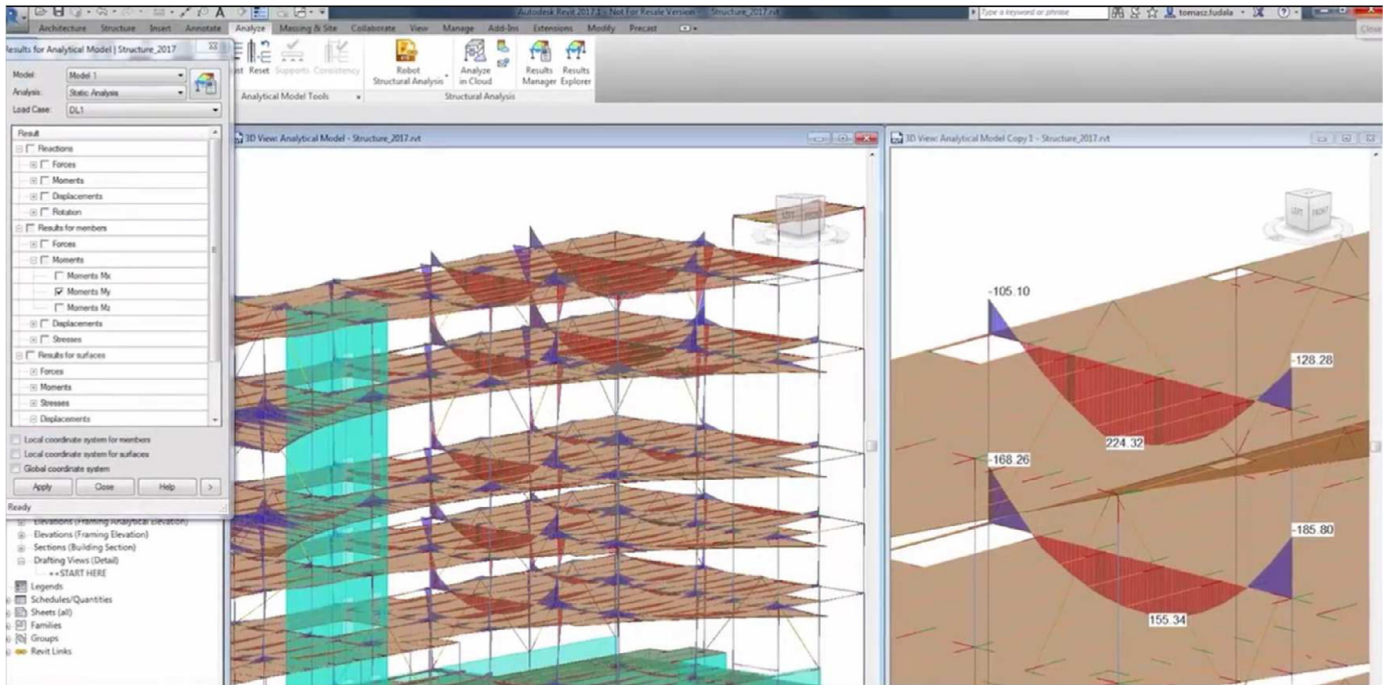 Autodesk Revit 2017.1 - Not For Resale Version - Structure_2017.rvt
Type a keyword or phrase
tomasz.fudala
Close
Architecture Structure Insert Annotate Analyze Massing & Site Collaborate View Manage Add-Ins Extensions Modify Precast
Results for Analytical Model | Structure_2017
Reset Supports Consistency
Robot Structural Analysis
Analyze in Cloud
Results Manager
Results Explorer
Analytical Model Tools
Structural Analysis
Model: Model 1
Analysis: Static Analysis
Load Case: DL1
Result
Reactions
Forces
Moments
Displacements
Rotation
Results for members
Forces
Moments
Moments Mx
Moments My
Moments Mz
Displacements
Stresses
Results for surfaces
Forces
Moments
Stresses
Displacements
Local coordinate system for members
Local coordinate system for surfaces
Global coordinate system
Apply Close Help >
Ready
Elevations (Framing Analytical Elevation)
Elevations (Framing Elevation)
Sections (Building Section)
Drafting Views (Detail)
**START HERE
Legends
Schedules/Quantities
Sheets (all)
Families
Groups
Revit Links
3D View: Analytical Model - Structure_2017.rvt
LEFT
3D View: Analytical Model Copy 1 - Structure_2017.rvt
LEFT FRONT
-105.10
-128.28
224.32
-168.26
-185.80
155.34